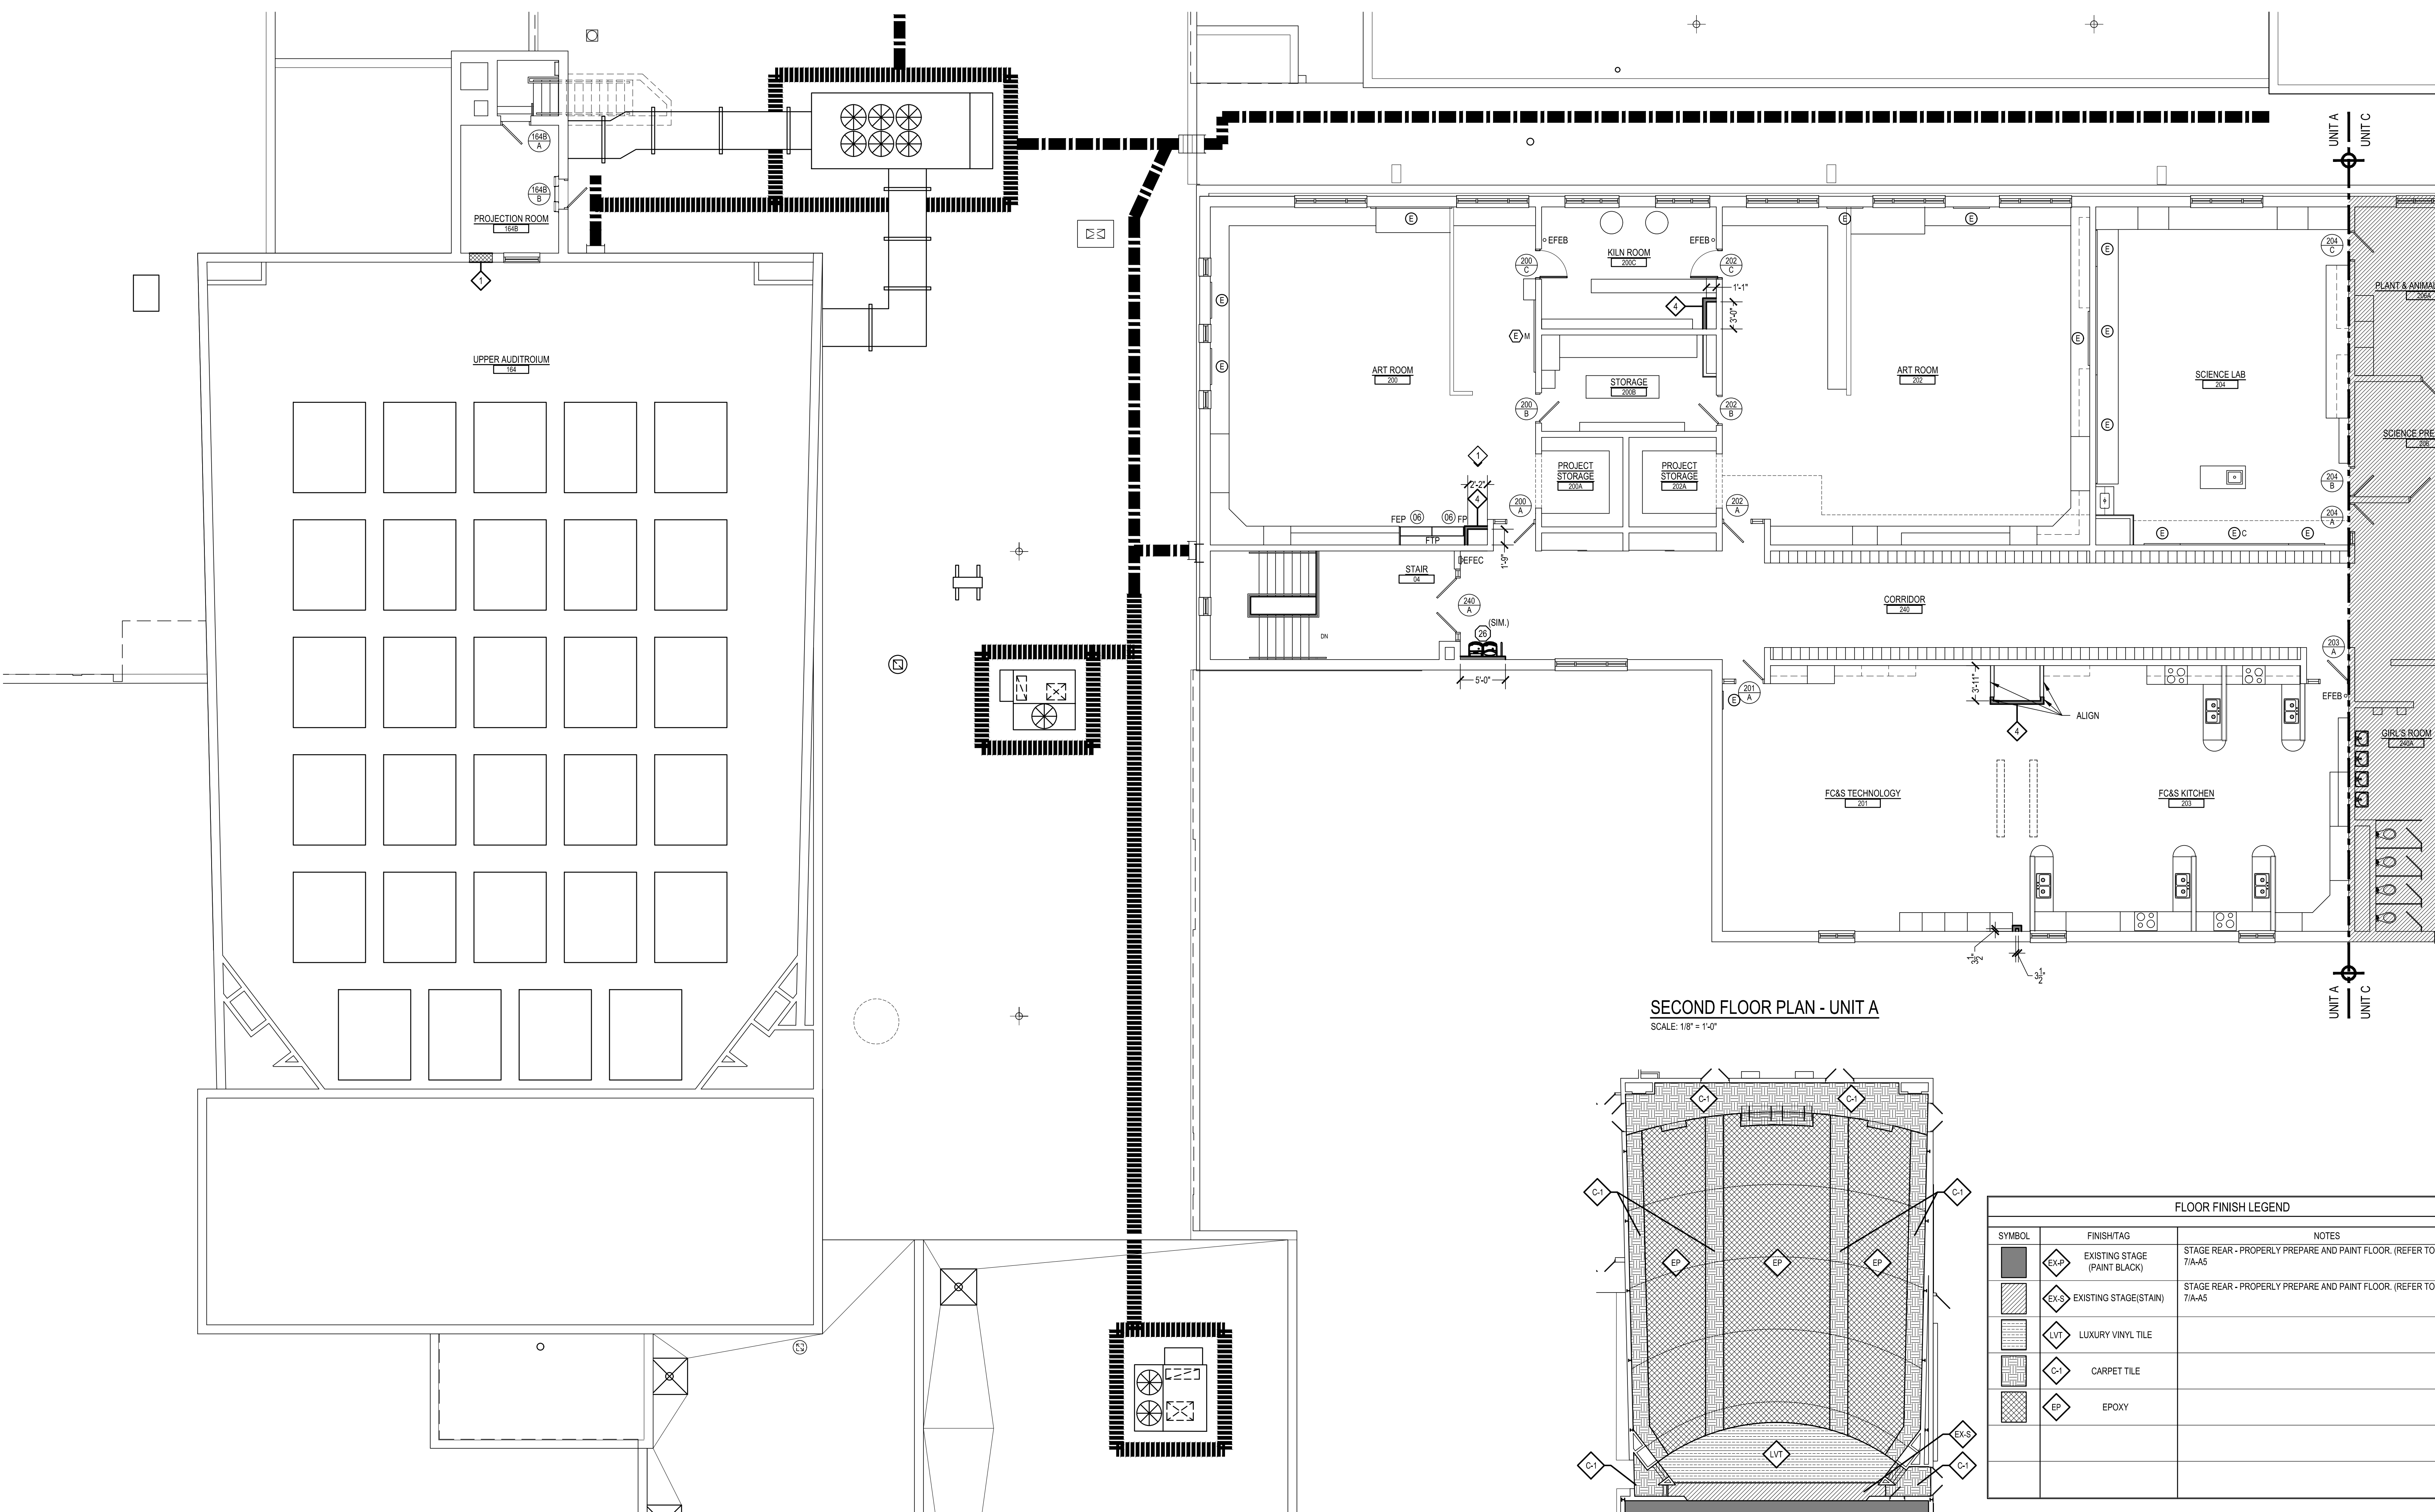 UNIT A
UNIT C
164B
A
164B
B
PROJECTION ROOM
164B
1
UPPER AUDITROIUM
164
E
EFEB
EFEB
KILN ROOM
200C
200
C
202
C
1'-1"
4
3'-0"
E
E
E
E
E
E M
E
E
E
E
E
204
C
PLANT & ANIMAL
206A
ART ROOM
200
STORAGE
200B
ART ROOM
202
SCIENCE LAB
204
200
B
202
B
SCIENCE PRE
206
1
2'-2"
4
PROJECT
STORAGE
200A
PROJECT
STORAGE
202A
204
B
200
A
202
A
204
A
FEP 06
06 FP
FTP
E
E C
E
1'-9"
DEFEC
STAIR
04
240
A
CORRIDOR
240
(SIM.)
26
DN
5'-0"
203
A
201
A
E
3'-11"
ALIGN
4
EFEB
GIRL'S ROOM
240A
FC&S TECHNOLOGY
201
FC&S KITCHEN
203
3 1/2"
3 1/2"
UNIT A
UNIT C
SECOND FLOOR PLAN - UNIT A
SCALE: 1/8" = 1'-0"
C-1
C-1
C-1
C-1
EP
EP
EP
LVT
EX-S
C-1
C-1
FLOOR FINISH LEGEND
SYMBOL
FINISH/TAG
NOTES
EX-P
EXISTING STAGE
(PAINT BLACK)
STAGE REAR - PROPERLY PREPARE AND PAINT FLOOR. (REFER TO
7/A-A5
EX-S
EXISTING STAGE(STAIN)
STAGE REAR - PROPERLY PREPARE AND PAINT FLOOR. (REFER TO
7/A-A5
LVT
LUXURY VINYL TILE
C-1
CARPET TILE
EP
EPOXY